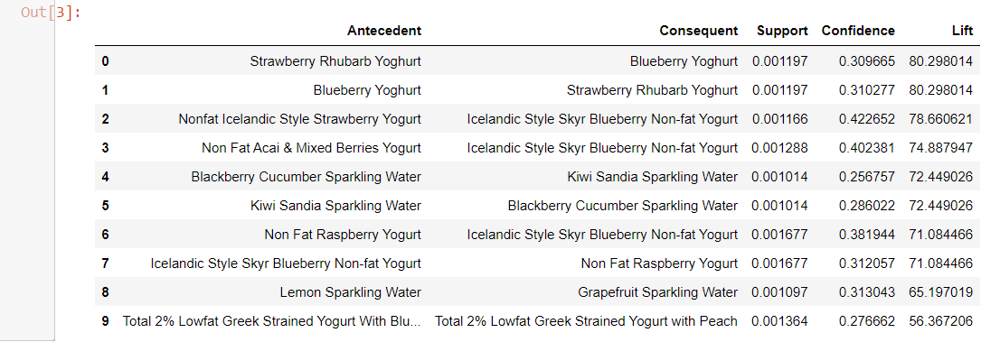 Out[3]:
Antecedent Consequent Support Confidence Lift
0 Strawberry Rhubarb Yoghurt Blueberry Yoghurt 0.001197 0.309665 80.298014
1 Blueberry Yoghurt Strawberry Rhubarb Yoghurt 0.001197 0.310277 80.298014
2 Nonfat Icelandic Style Strawberry Yogurt Icelandic Style Skyr Blueberry Non-fat Yogurt 0.001166 0.422652 78.660621
3 Non Fat Acai & Mixed Berries Yogurt Icelandic Style Skyr Blueberry Non-fat Yogurt 0.001288 0.402381 74.887947
4 Blackberry Cucumber Sparkling Water Kiwi Sandia Sparkling Water 0.001014 0.256757 72.449026
5 Kiwi Sandia Sparkling Water Blackberry Cucumber Sparkling Water 0.001014 0.286022 72.449026
6 Non Fat Raspberry Yogurt Icelandic Style Skyr Blueberry Non-fat Yogurt 0.001677 0.381944 71.084466
7 Icelandic Style Skyr Blueberry Non-fat Yogurt Non Fat Raspberry Yogurt 0.001677 0.312057 71.084466
8 Lemon Sparkling Water Grapefruit Sparkling Water 0.001097 0.313043 65.197019
9 Total 2% Lowfat Greek Strained Yogurt With Blu... Total 2% Lowfat Greek Strained Yogurt with Peach 0.001364 0.276662 56.367206